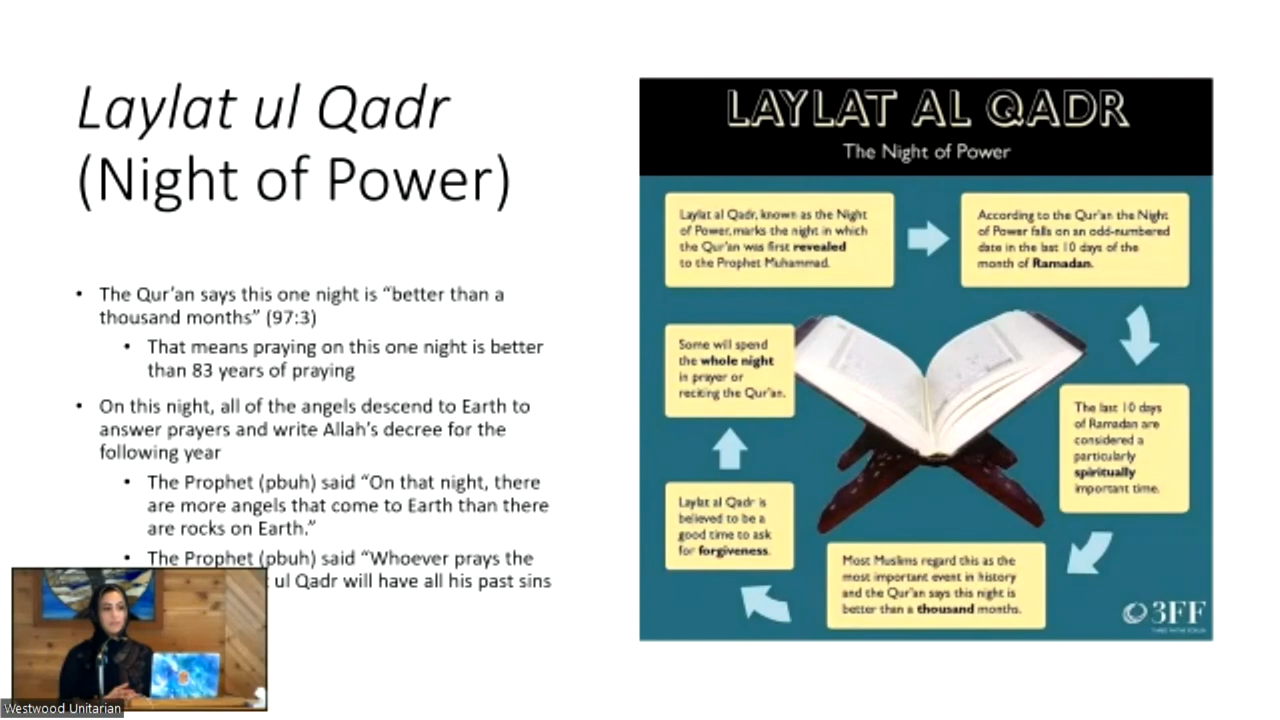 Laylat ul Qadr
(Night of Power)
• The Qur’an says this one night is “better than a
thousand months” (97:3)
• That means praying on this one night is better
than 83 years of praying
• On this night, all of the angels descend to Earth to
answer prayers and write Allah’s decree for the
following year
• The Prophet (pbuh) said “On that night, there
are more angels that come to Earth than there
are rocks on Earth.”
• The Prophet (pbuh) said “Whoever prays the
ul Qadr will have all his past sins
LAYLAT AL QADR
The Night of Power
Laylat al Qadr, known as the Night
of Power, marks the night in which
the Qur’an was first revealed
to the Prophet Muhammad.
According to the Qur’an the Night
of Power falls on an odd-numbered
date in the last 10 days of the
month of Ramadan.
The last 10 days
of Ramadan are
considered a
particularly
spiritually
important time.
Most Muslims regard this as the
most important event in history
and the Qur’an says this night is
better than a thousand months.
Laylat al Qadr is
believed to be a
good time to ask
for forgiveness.
Some will spend
the whole night
in prayer or
reciting the Qur’an.
3FF
THREE FAITHS FORUM
Westwood Unitarian